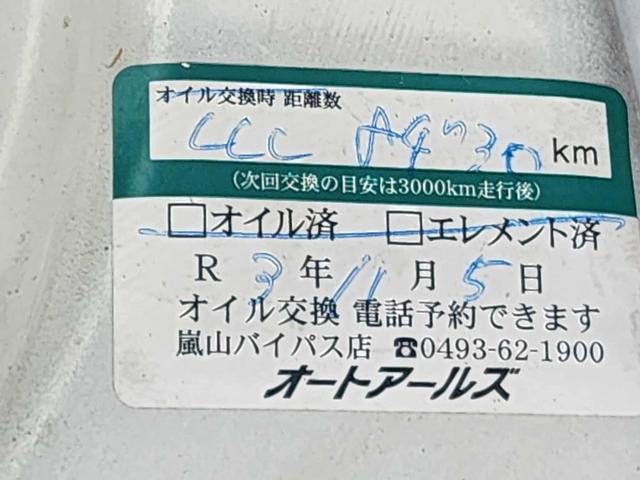 オイル交換時 距離数
LLC km
(次回交換の目安は3000km走行後)
□オイル済 □エレメント済
R 3年 11月 5日
オイル交換 電話予約できます
嵐山バイパス店 ☎0493-62-1900
オートアールズ